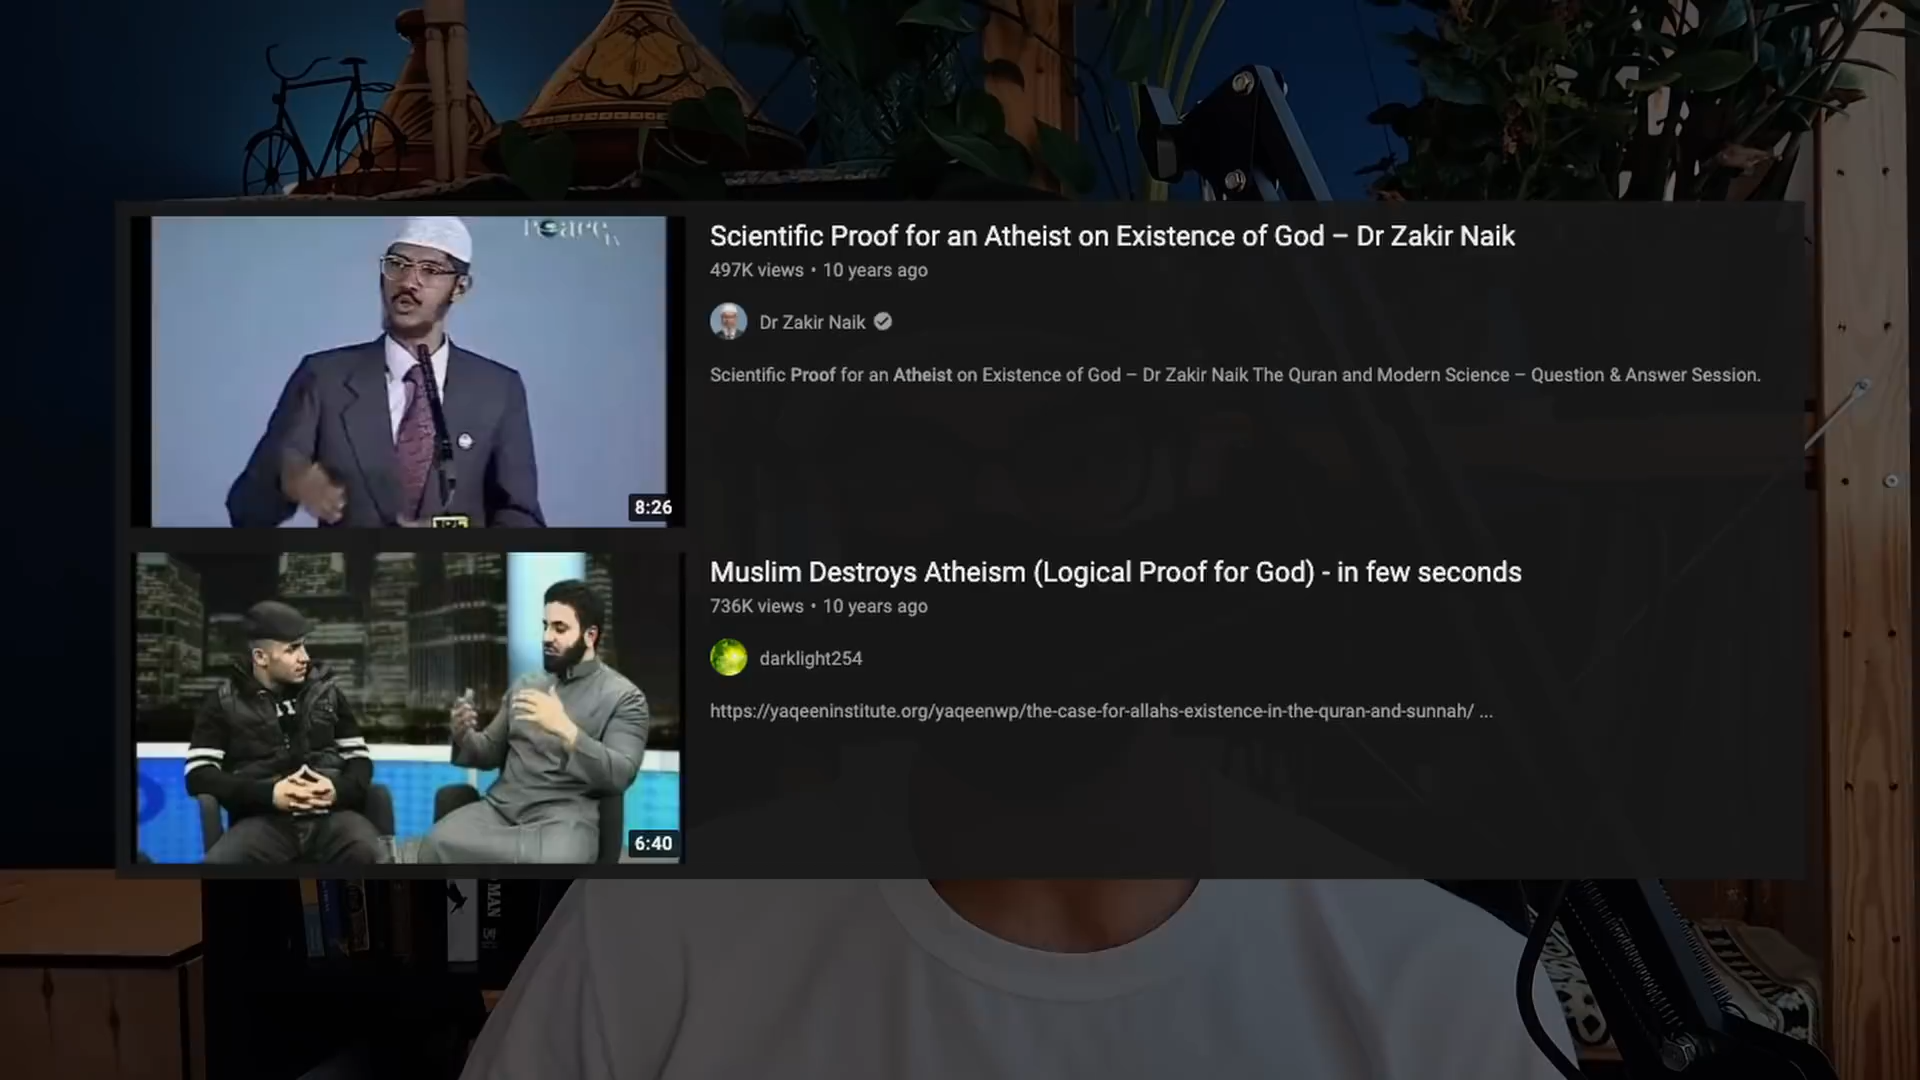 Peace TV
Scientific Proof for an Atheist on Existence of God – Dr Zakir Naik
497K views • 10 years ago
Dr Zakir Naik
Scientific Proof for an Atheist on Existence of God – Dr Zakir Naik The Quran and Modern Science – Question & Answer Session.
8:26
Muslim Destroys Atheism (Logical Proof for God) - in few seconds
736K views • 10 years ago
darklight254
https://yaqeeninstitute.org/yaqeenwp/the-case-for-allahs-existence-in-the-quran-and-sunnah/ ...
6:40